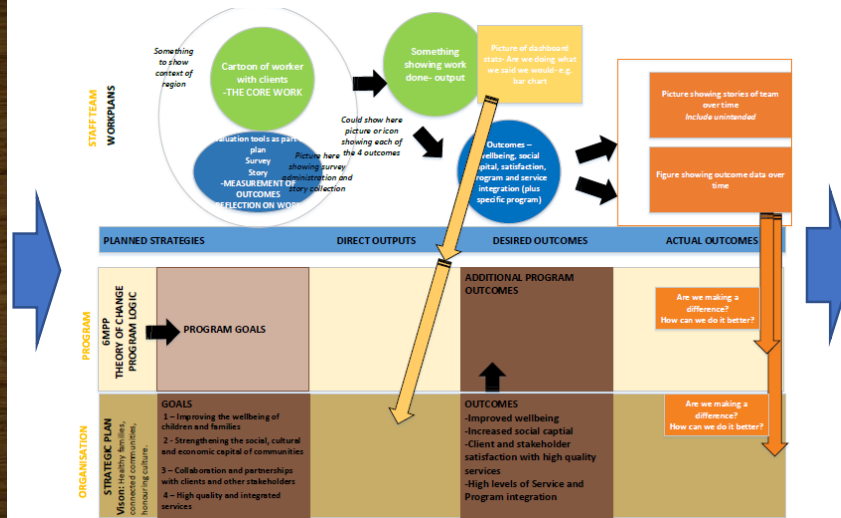 Something
to show
context of
region
Cartoon of worker
with clients
-THE CORE WORK
Something
showing work
done- output
Picture of dashboard
stats- Are we doing what
we said we would- e.g.
bar chart
Picture showing stories of team
over time
Include unintended
Could show here
picture or icon
showing each of
the 4 outcomes
plan
Survey
Story
-MEASUREMENT OF
OUTCOMES
Picture here
showing survey
administration and
story collection
Outcomes –
wellbeing, social
capital, satisfaction,
program and service
integration (plus
specific program)
Figure showing outcome data over
time
STAFF TEAM
WORKPLANS
PLANNED STRATEGIES
DIRECT OUTPUTS
DESIRED OUTCOMES
ACTUAL OUTCOMES
PROGRAM
6MPP
THEORY OF CHANGE
PROGRAM LOGIC
PROGRAM GOALS
ADDITIONAL PROGRAM
OUTCOMES
Are we making a
difference?
How can we do it better?
ORGANISATION
STRATEGIC PLAN
Vison: Healthy families,
connected communities,
honouring culture.
GOALS
1 – Improving the wellbeing of
children and families
2 - Strengthening the social, cultural
and economic capital of communities
3 – Collaboration and partnerships
with clients and other stakeholders
4 – High quality and integrated
services
OUTCOMES
-Improved wellbeing
-Increased social captial
-Client and stakeholder
satisfaction with high quality
services
-High levels of Service and
Program integration
Are we making a
difference?
How can we do it better?